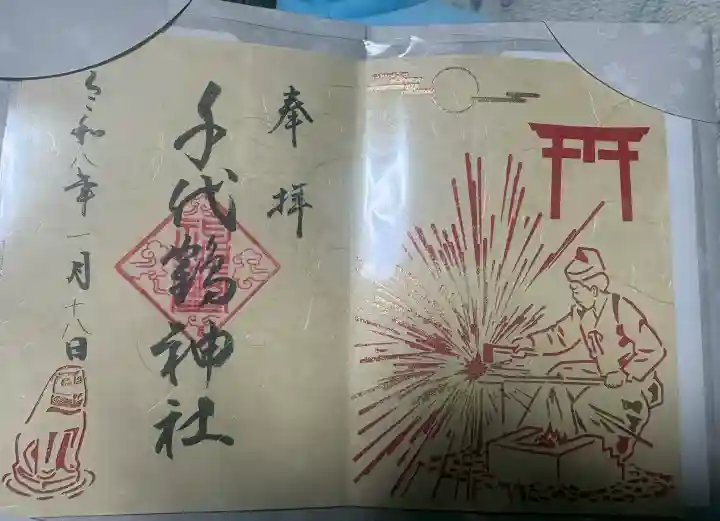 奉拝
千代鶴神社
令和八年一月十八日